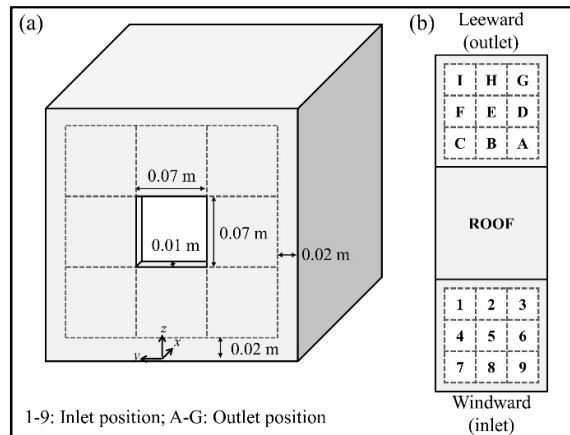 (a)
0.07 m
0.07 m
0.01 m
0.02 m
z
x
y
0.02 m
1-9: Inlet position; A-G: Outlet position
(b)
Leeward
(outlet)
I H G
F E D
C B A
ROOF
1 2 3
4 5 6
7 8 9
Windward
(inlet)